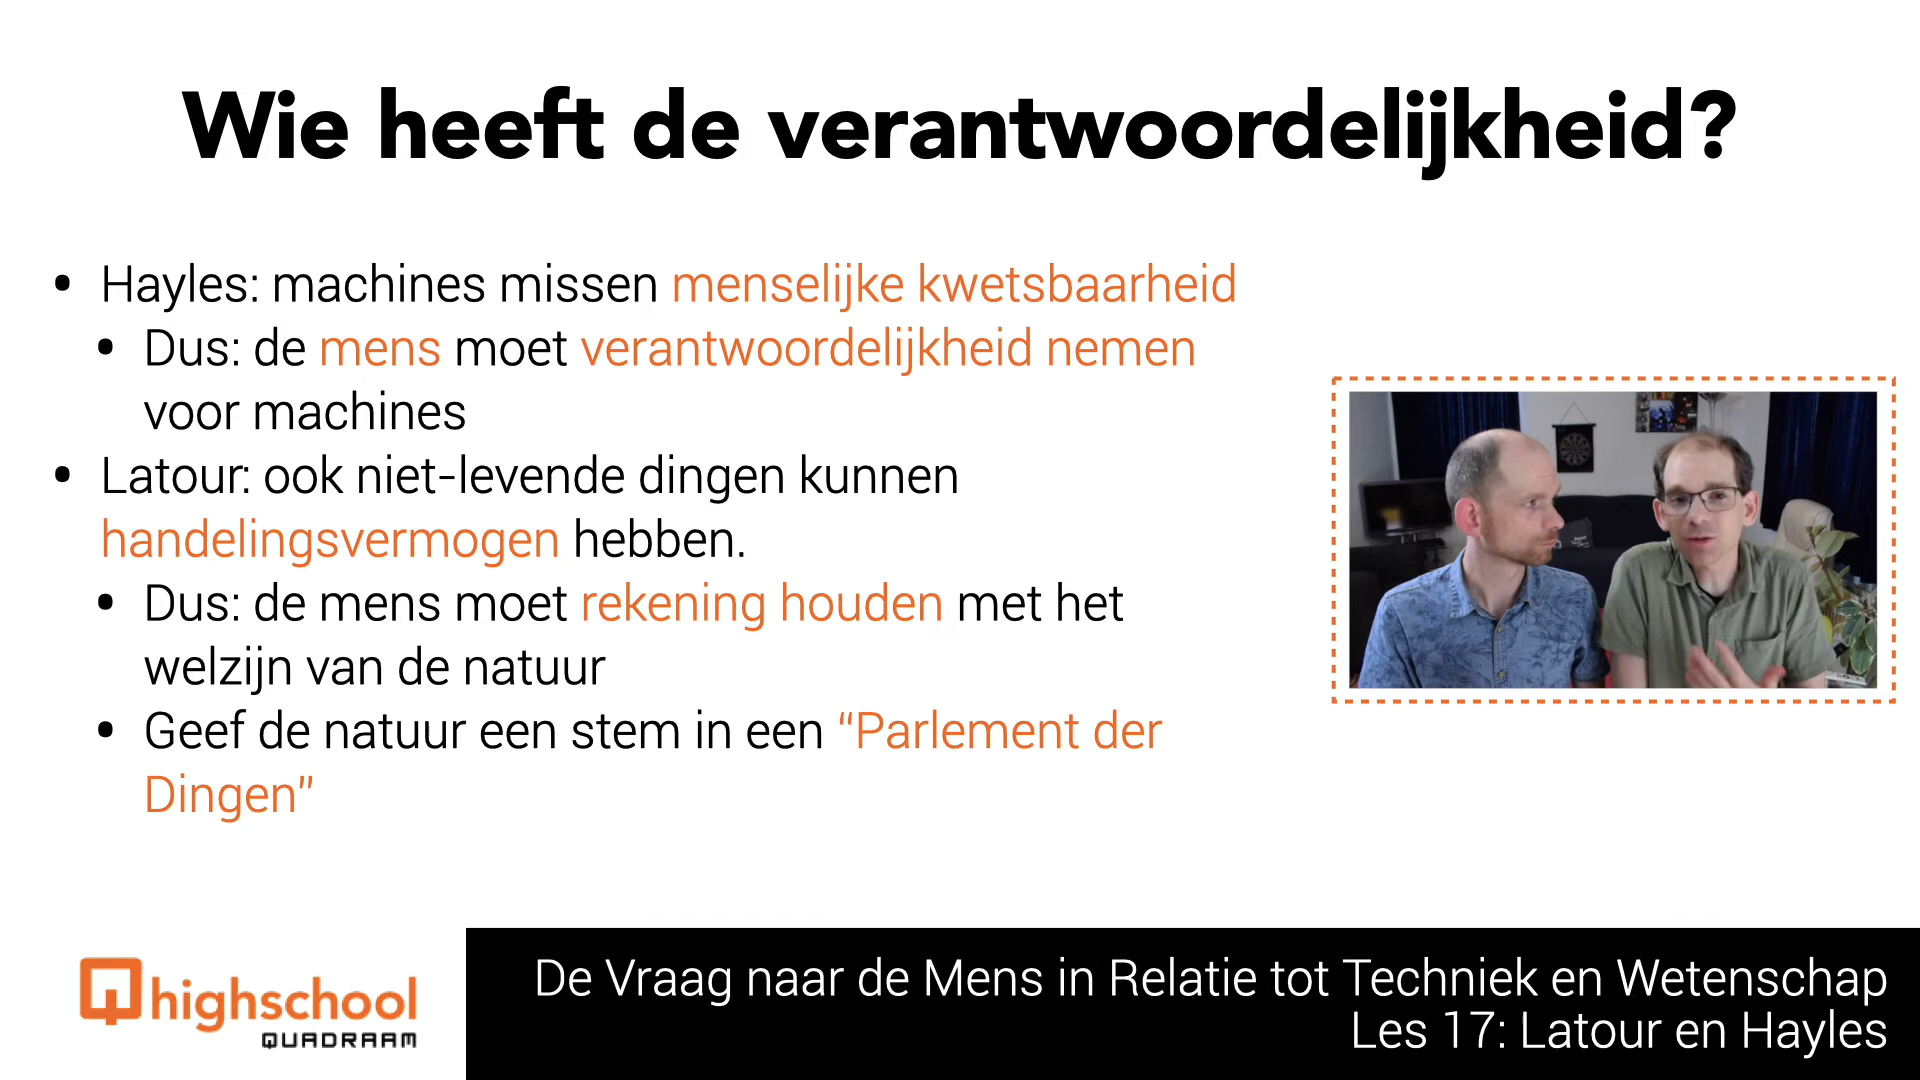 Wie heeft de verantwoordelijkheid?
• Hayles: machines missen menselijke kwetsbaarheid
• Dus: de mens moet verantwoordelijkheid nemen
voor machines
• Latour: ook niet-levende dingen kunnen
handelingsvermogen hebben.
• Dus: de mens moet rekening houden met het
welzijn van de natuur
• Geef de natuur een stem in een “Parlement der
Dingen”
Q highschool
QUADRAAM
De Vraag naar de Mens in Relatie tot Techniek en Wetenschap
Les 17: Latour en Hayles